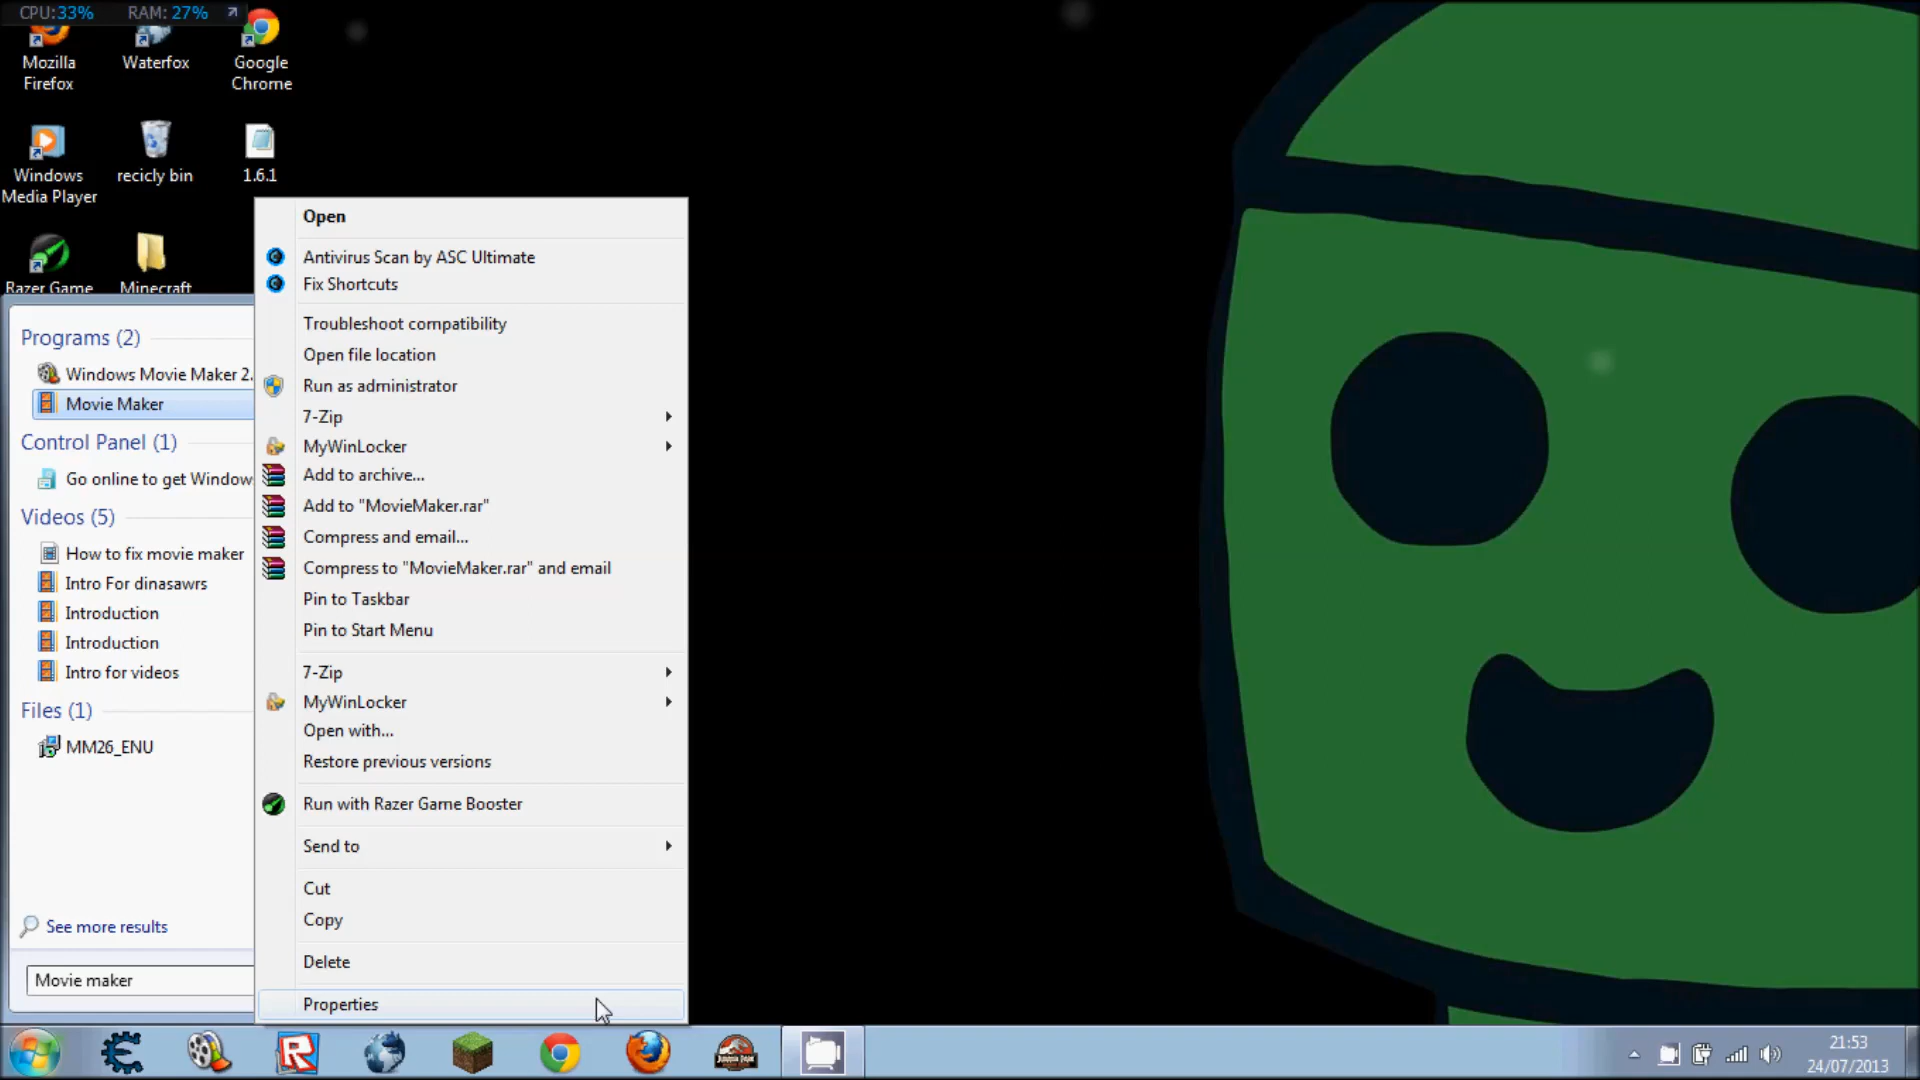 CPU:33% RAM: 27%
Mozilla Firefox
Waterfox
Google Chrome
Windows Media Player
recicly bin
1.6.1
Razer Game
Minecraft
Programs (2)
Windows Movie Maker 2.
Movie Maker
Control Panel (1)
Go online to get Window
Videos (5)
How to fix movie maker
Intro For dinasawrs
Introduction
Introduction
Intro for videos
Files (1)
MM26_ENU
See more results
Movie maker
Open
Antivirus Scan by ASC Ultimate
Fix Shortcuts
Troubleshoot compatibility
Open file location
Run as administrator
7-Zip
MyWinLocker
Add to archive...
Add to "MovieMaker.rar"
Compress and email...
Compress to "MovieMaker.rar" and email
Pin to Taskbar
Pin to Start Menu
7-Zip
MyWinLocker
Open with...
Restore previous versions
Run with Razer Game Booster
Send to
Cut
Copy
Delete
Properties
21:53
24/07/2013